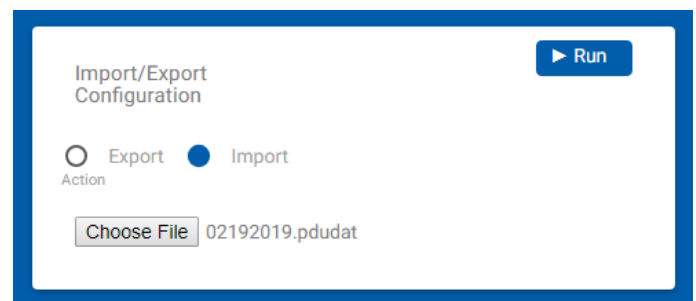 Import/Export
Configuration
► Run
Export
Import
Action
Choose File 02192019.pdudat